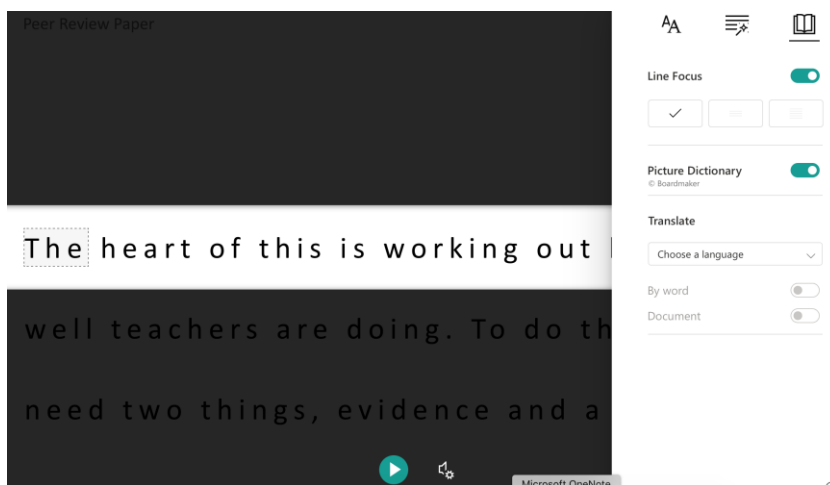 Peer Review Paper
The heart of this is working out
well teachers are doing. To do th
need two things, evidence and a
Line Focus
Picture Dictionary
© Boardmaker
Translate
Choose a language
By word
Document
Microsoft OneNote